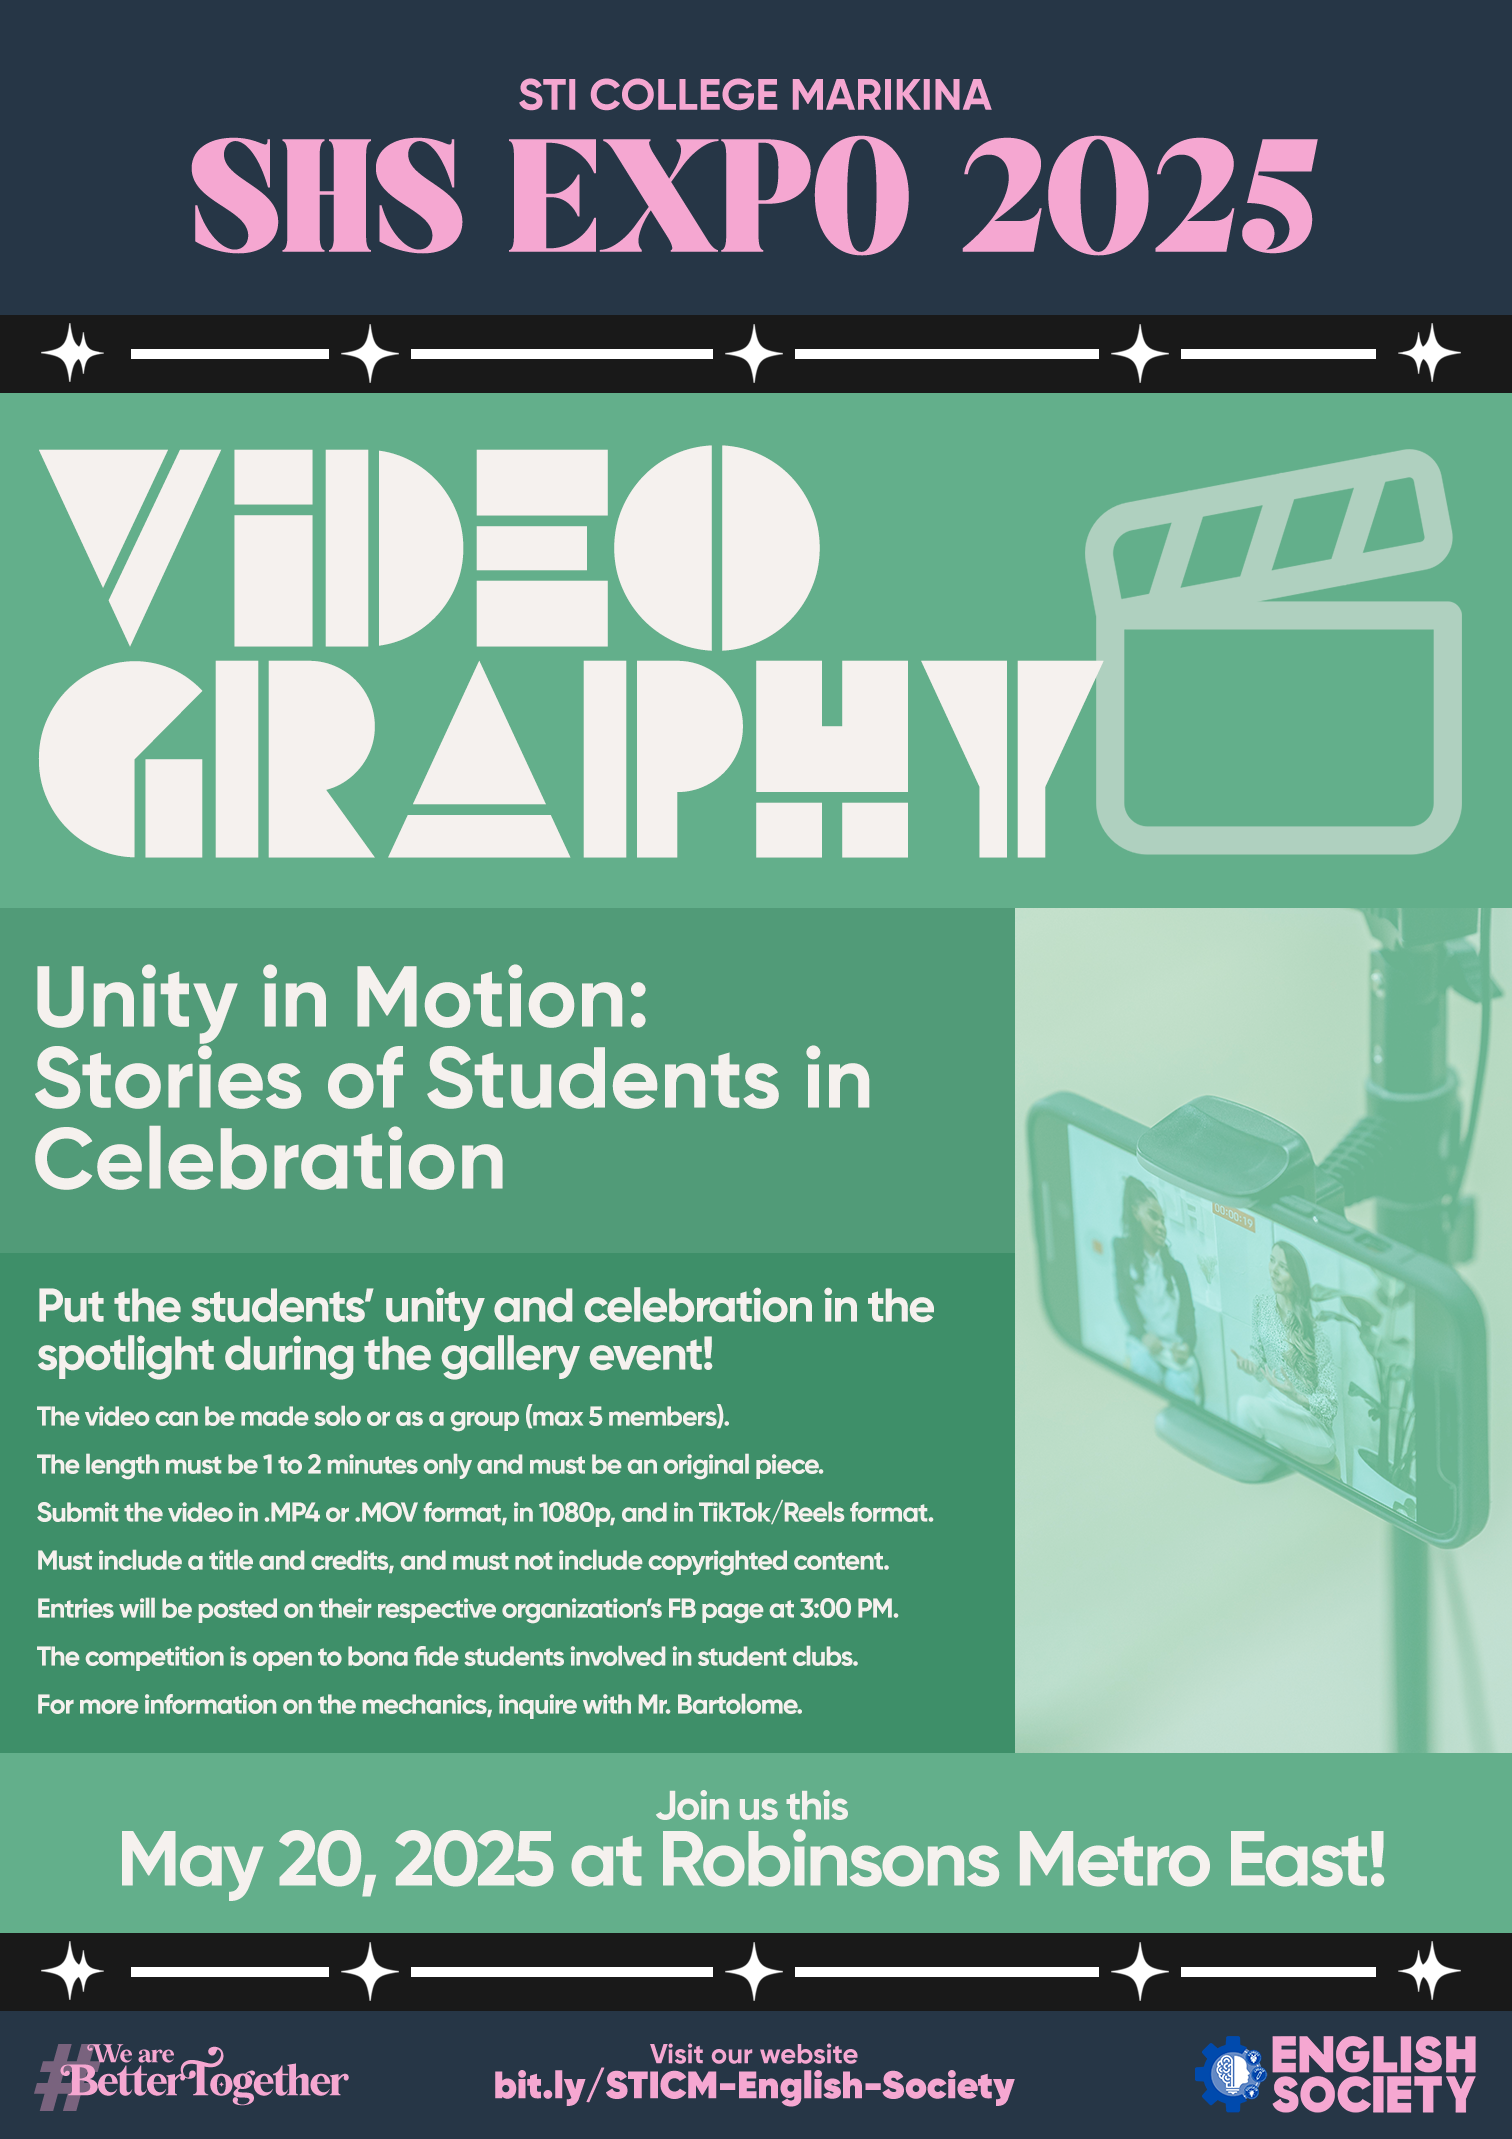 STI COLLEGE MARIKINA
SHS EXPO 2025
ViDEO
GRAPHY
Unity in Motion:
Stories of Students in
Celebration
00:00:19
Put the students’ unity and celebration in the
spotlight during the gallery event!
The video can be made solo or as a group (max 5 members).
The length must be 1 to 2 minutes only and must be an original piece.
Submit the video in .MP4 or .MOV format, in 1080p, and in TikTok/Reels format.
Must include a title and credits, and must not include copyrighted content.
Entries will be posted on their respective organization’s FB page at 3:00 PM.
The competition is open to bona fide students involved in student clubs.
For more information on the mechanics, inquire with Mr. Bartolome.
Join us this
May 20, 2025 at Robinsons Metro East!
#We are
BetterTogether
Visit our website
bit.ly/STICM-English-Society
ENGLISH
SOCIETY